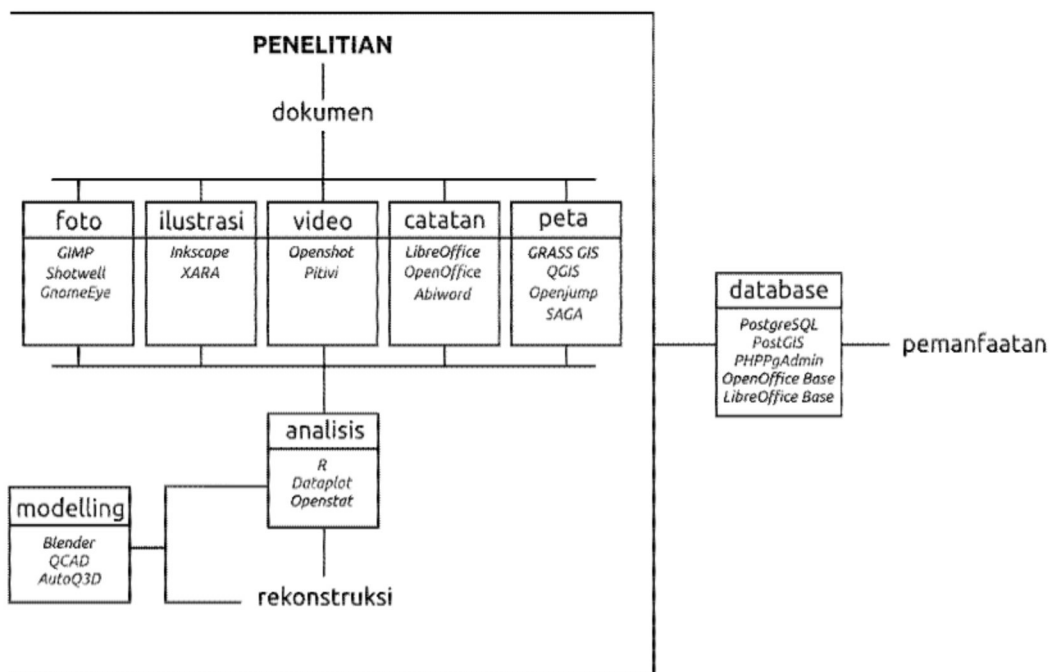 PENELITIAN
dokumen
foto
GIMP
Shotwell
GnomeEye
ilustrasi
Inkscape
XARA
video
Openshot
Pitivi
catatan
LibreOffice
OpenOffice
Abiword
peta
GRASS GIS
QGIS
Openjump
SAGA
database
PostgreSQL
PostGIS
PHPPgAdmin
OpenOffice Base
LibreOffice Base
pemanfaatan
analisis
R
Dataplot
Openstat
modelling
Blender
QCAD
AutoQ3D
rekonstruksi